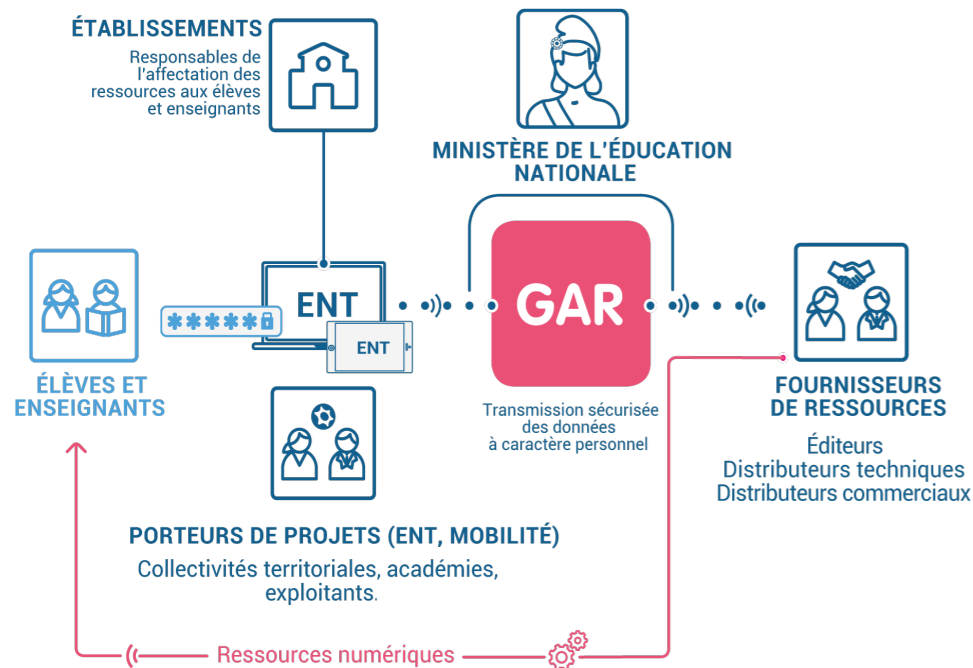 ÉTABLISSEMENTS
Responsables de
l'affectation des
ressources aux élèves
et enseignants
MINISTÈRE DE L'ÉDUCATION
NATIONALE
*****
ENT
ENT
GAR
Transmission sécurisée
des données
à caractère personnel
ÉLÈVES ET
ENSEIGNANTS
FOURNISSEURS
DE RESSOURCES
Éditeurs
Distributeurs techniques
Distributeurs commerciaux
PORTEURS DE PROJETS (ENT, MOBILITÉ)
Collectivités territoriales, académies,
exploitants.
Ressources numériques